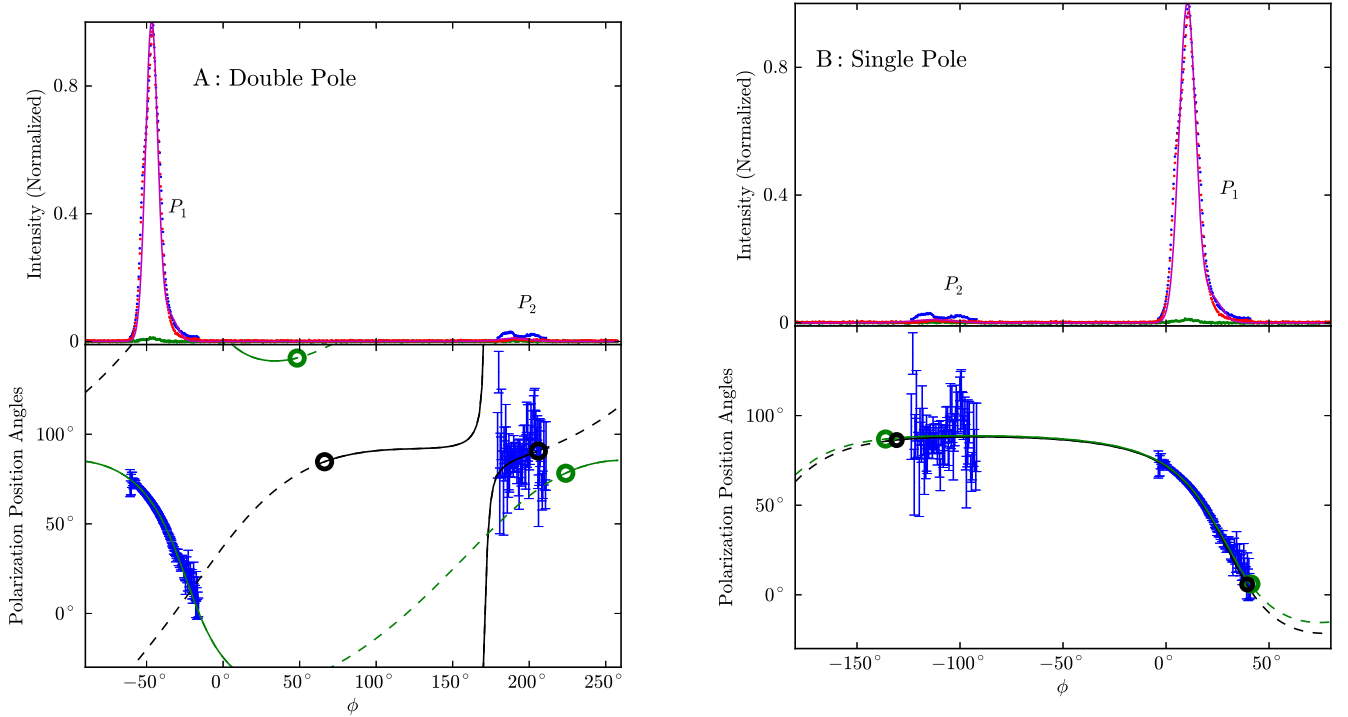 A : Double Pole
0.8
0.4
0
Intensity (Normalized)
P1
P2
100°
50°
0°
Polarization Position Angles
−50° 0° 50° 100° 150° 200° 250°
ϕ
B : Single Pole
0.8
0.4
0
Intensity (Normalized)
P2
P1
100°
50°
0°
Polarization Position Angles
−150° −100° −50° 0° 50°
ϕ